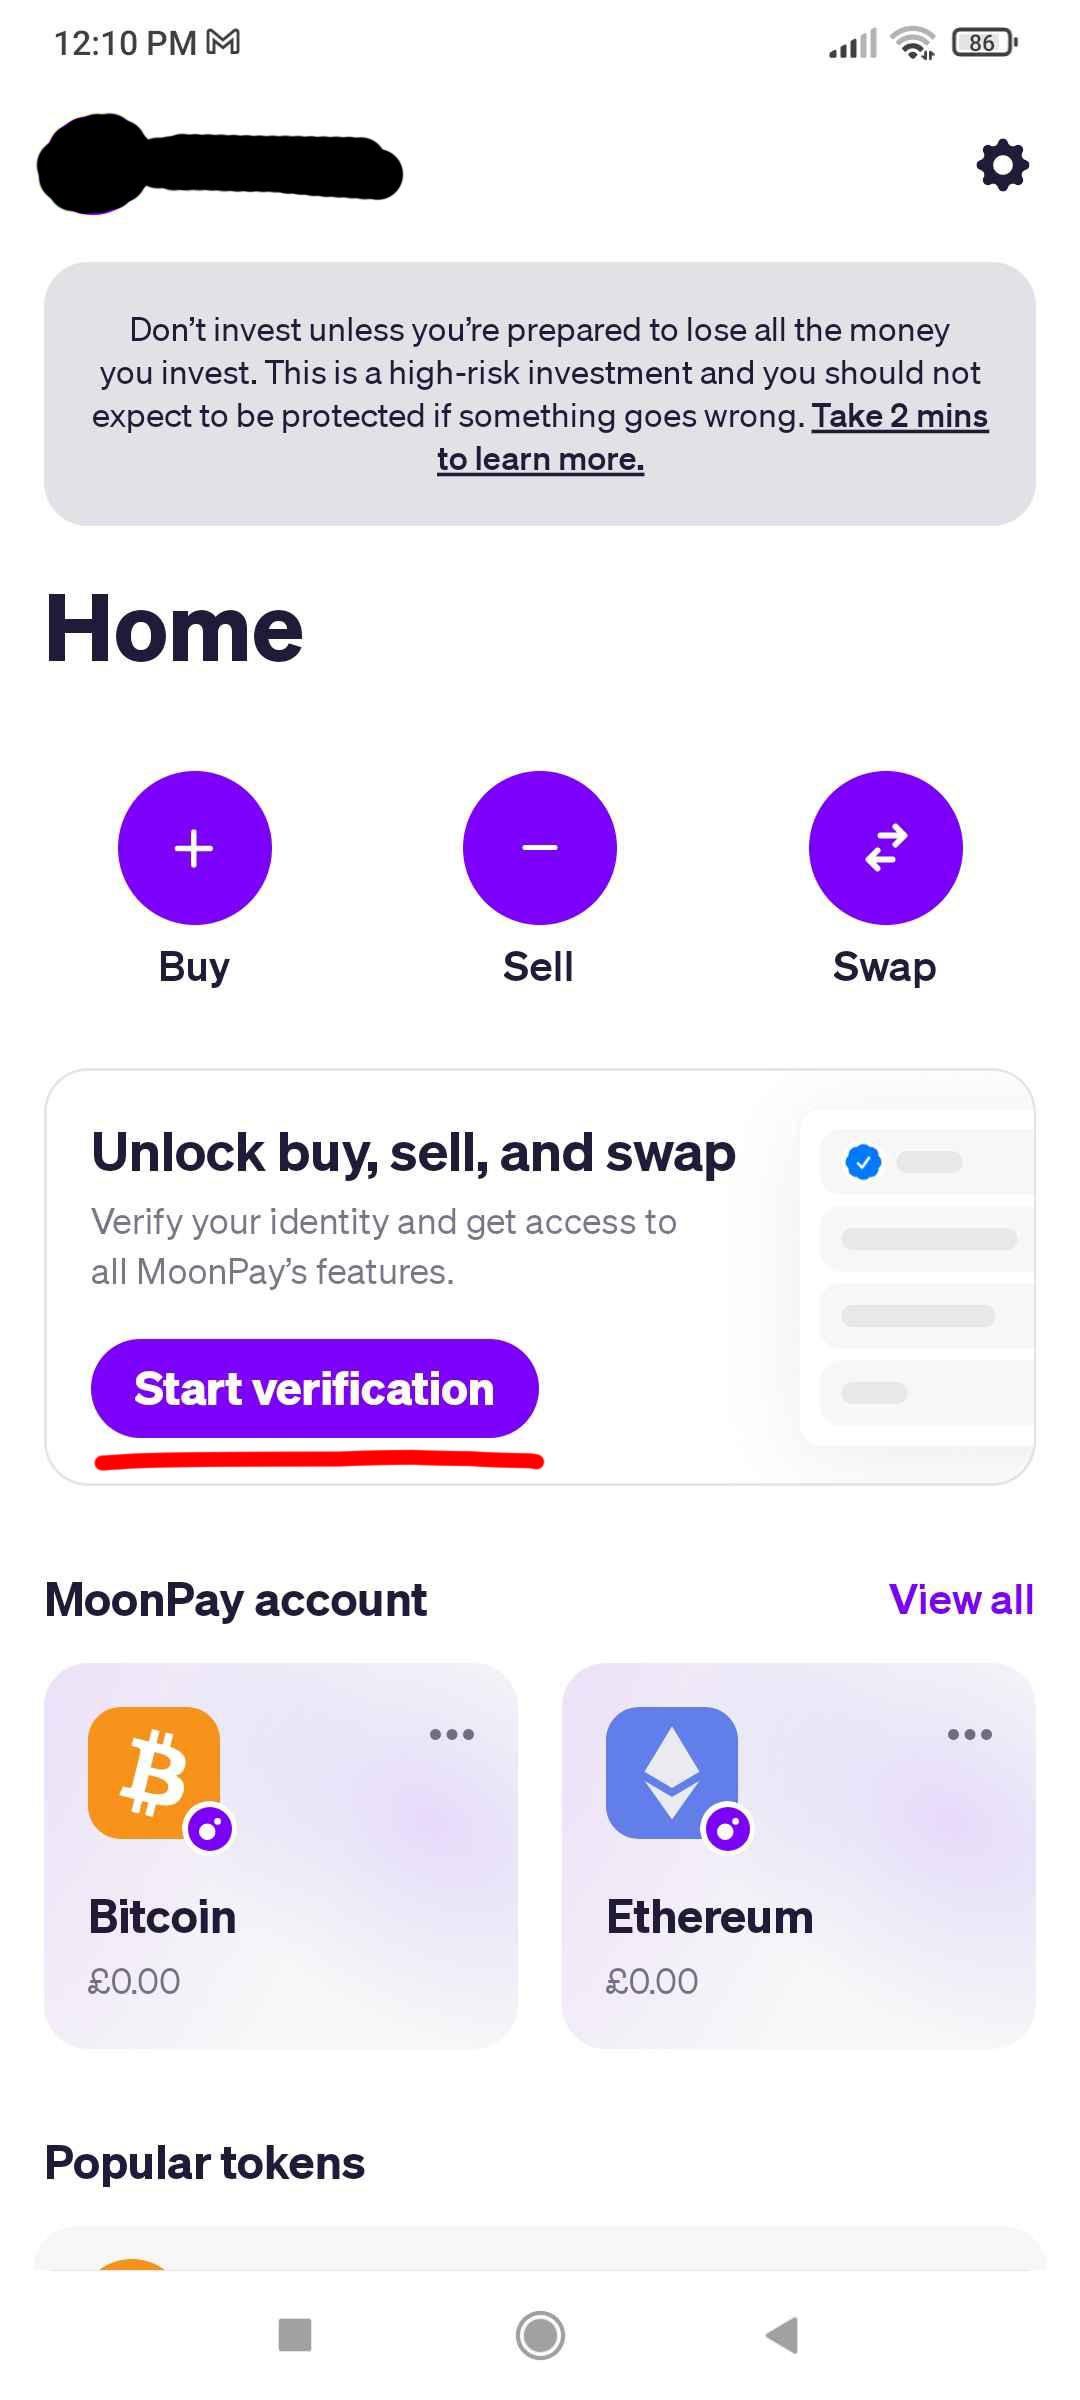 12:10 PM
86
Don’t invest unless you’re prepared to lose all the money
you invest. This is a high-risk investment and you should not
expect to be protected if something goes wrong. Take 2 mins
to learn more.
Home
Buy
Sell
Swap
Unlock buy, sell, and swap
Verify your identity and get access to
all MoonPay’s features.
Start verification
MoonPay account
View all
Bitcoin
£0.00
Ethereum
£0.00
Popular tokens